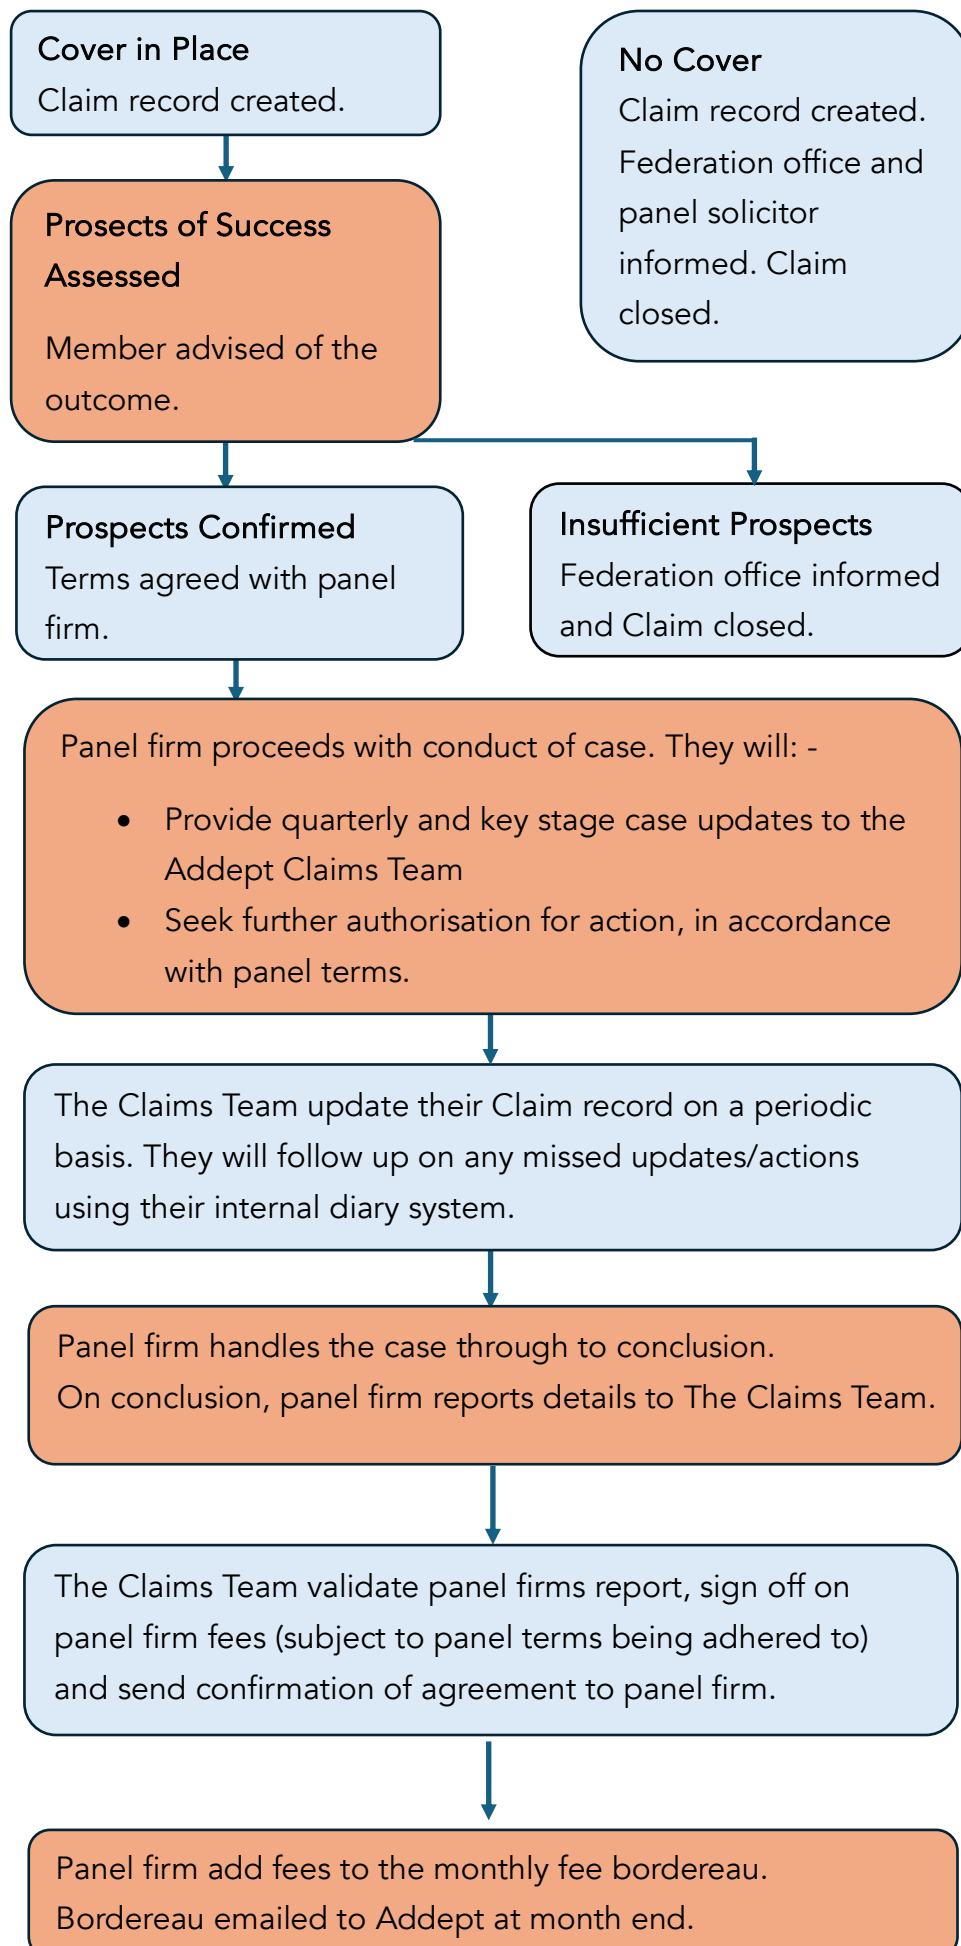 Cover in Place
Claim record created.
No Cover
Claim record created.
Federation office and
panel solicitor
informed. Claim
closed.
Prosects of Success
Assessed
Member advised of the
outcome.
Prospects Confirmed
Terms agreed with panel
firm.
Insufficient Prospects
Federation office informed
and Claim closed.
Panel firm proceeds with conduct of case. They will: -
• Provide quarterly and key stage case updates to the
Addept Claims Team
• Seek further authorisation for action, in accordance
with panel terms.
The Claims Team update their Claim record on a periodic
basis. They will follow up on any missed updates/actions
using their internal diary system.
Panel firm handles the case through to conclusion.
On conclusion, panel firm reports details to The Claims Team.
The Claims Team validate panel firms report, sign off on
panel firm fees (subject to panel terms being adhered to)
and send confirmation of agreement to panel firm.
Panel firm add fees to the monthly fee bordereau.
Bordereau emailed to Addept at month end.